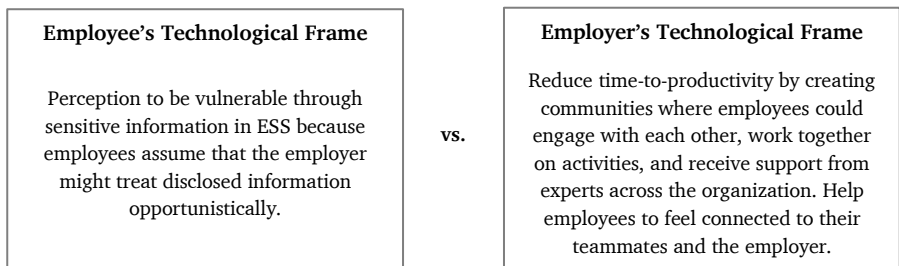 Employee’s Technological Frame
Perception to be vulnerable through
sensitive information in ESS because
employees assume that the employer
might treat disclosed information
opportunistically.
vs.
Employer’s Technological Frame
Reduce time-to-productivity by creating
communities where employees could
engage with each other, work together
on activities, and receive support from
experts across the organization. Help
employees to feel connected to their
teammates and the employer.